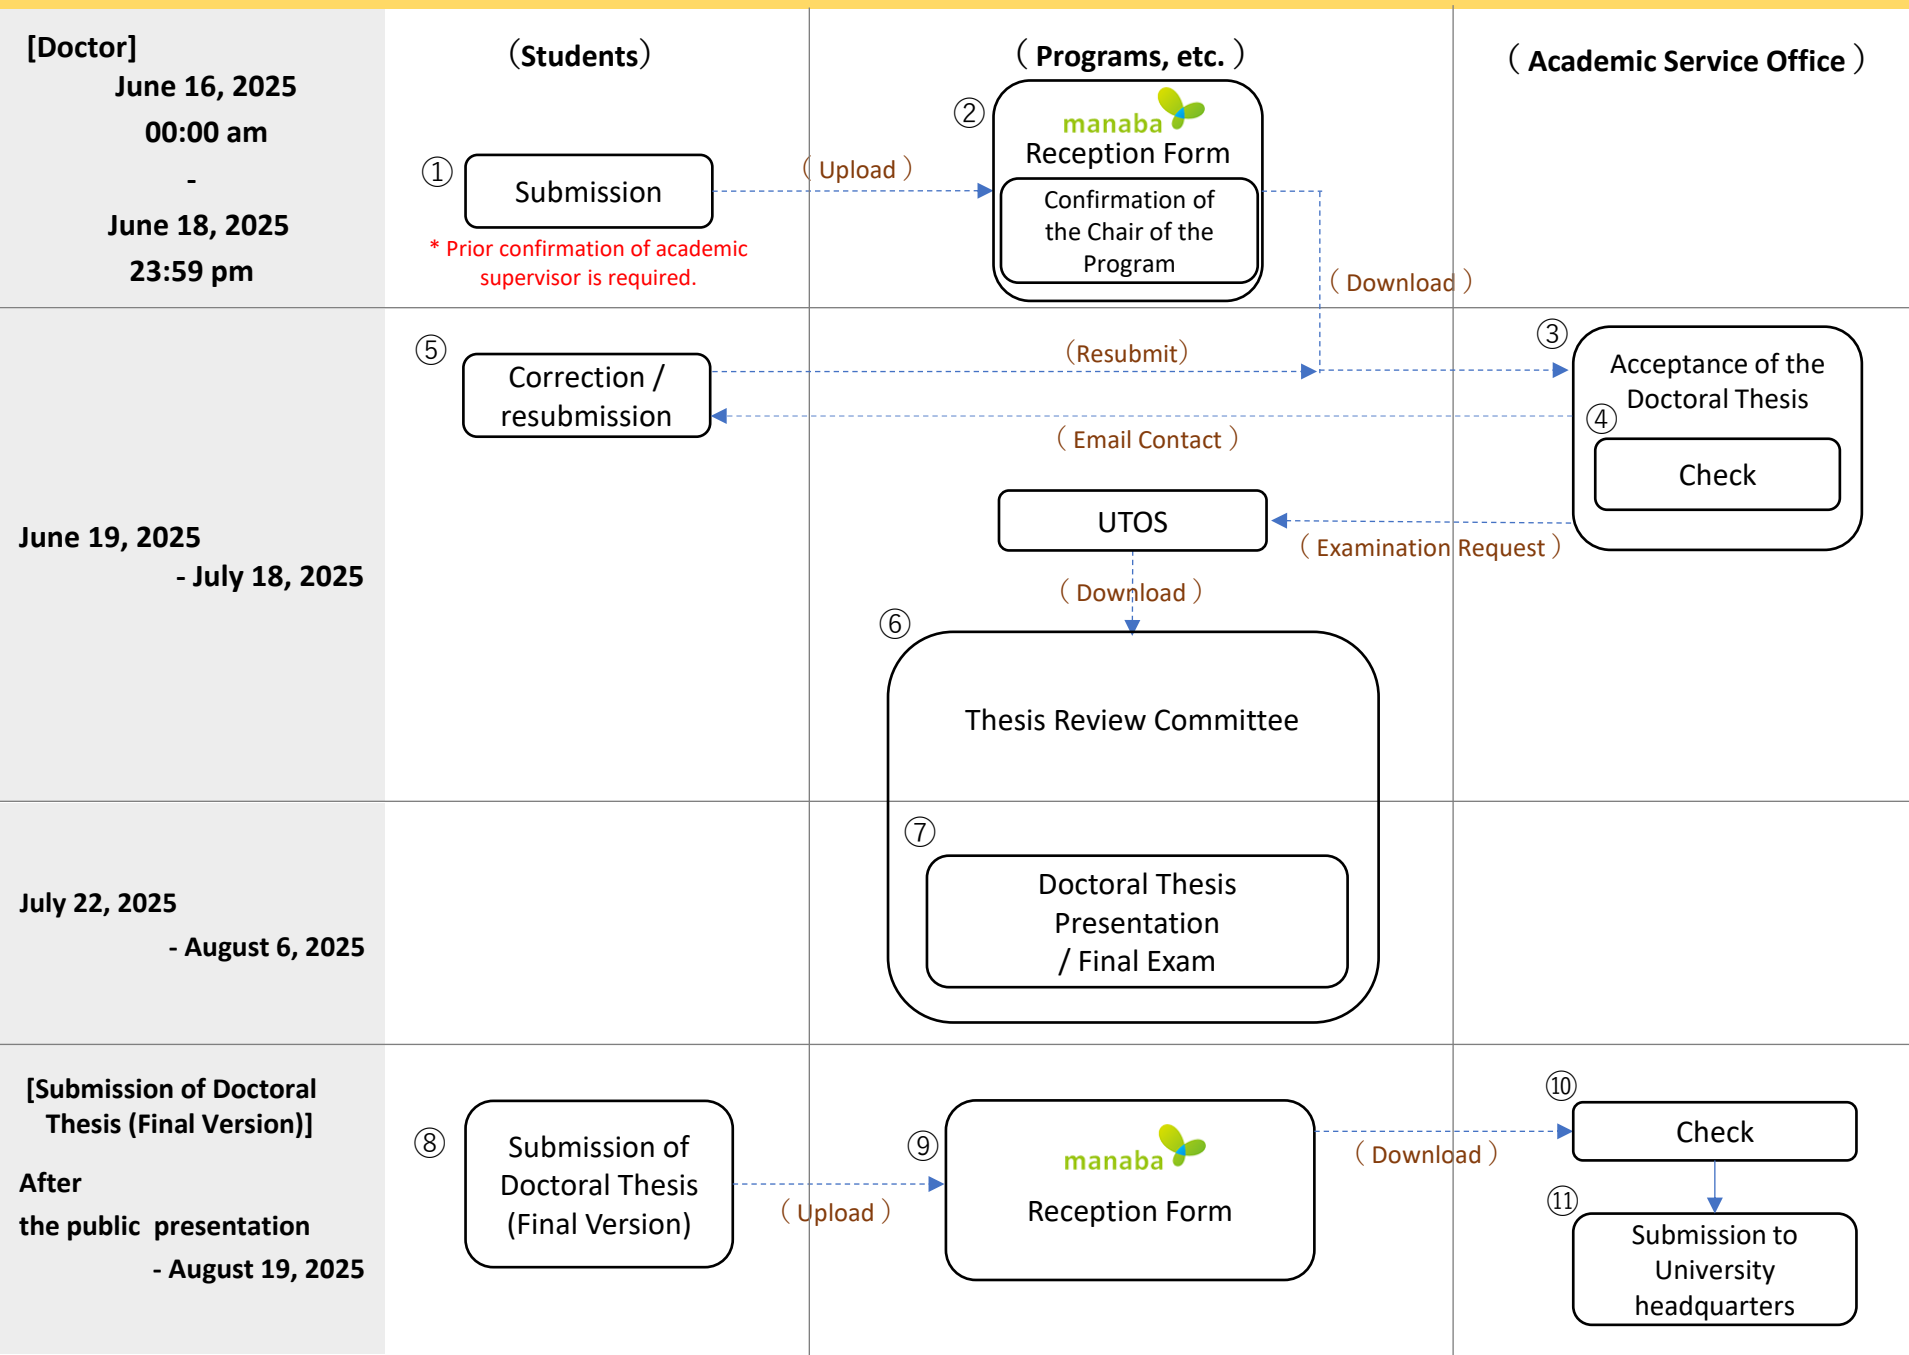 [Doctor]
June 16, 2025
00:00 am
-
June 18, 2025
23:59 pm
（Students）
（ Programs, etc. ）
（ Academic Service Office ）
①
Submission
* Prior confirmation of academic
supervisor is required.
（ Upload ）
②
manaba
Reception Form
Confirmation of
the Chair of the
Program
（ Download ）
June 19, 2025
- July 18, 2025
⑤
Correction /
resubmission
（Resubmit）
（ Email Contact ）
③
Acceptance of the
Doctoral Thesis
④
Check
UTOS
（ Examination Request ）
（ Download ）
⑥
Thesis Review Committee
July 22, 2025
- August 6, 2025
⑦
Doctoral Thesis
Presentation
/ Final Exam
[Submission of Doctoral
Thesis (Final Version)]
After
the public presentation
- August 19, 2025
⑧
Submission of
Doctoral Thesis
(Final Version)
（ Upload ）
⑨
manaba
Reception Form
（ Download ）
⑩
Check
⑪
Submission to
University
headquarters